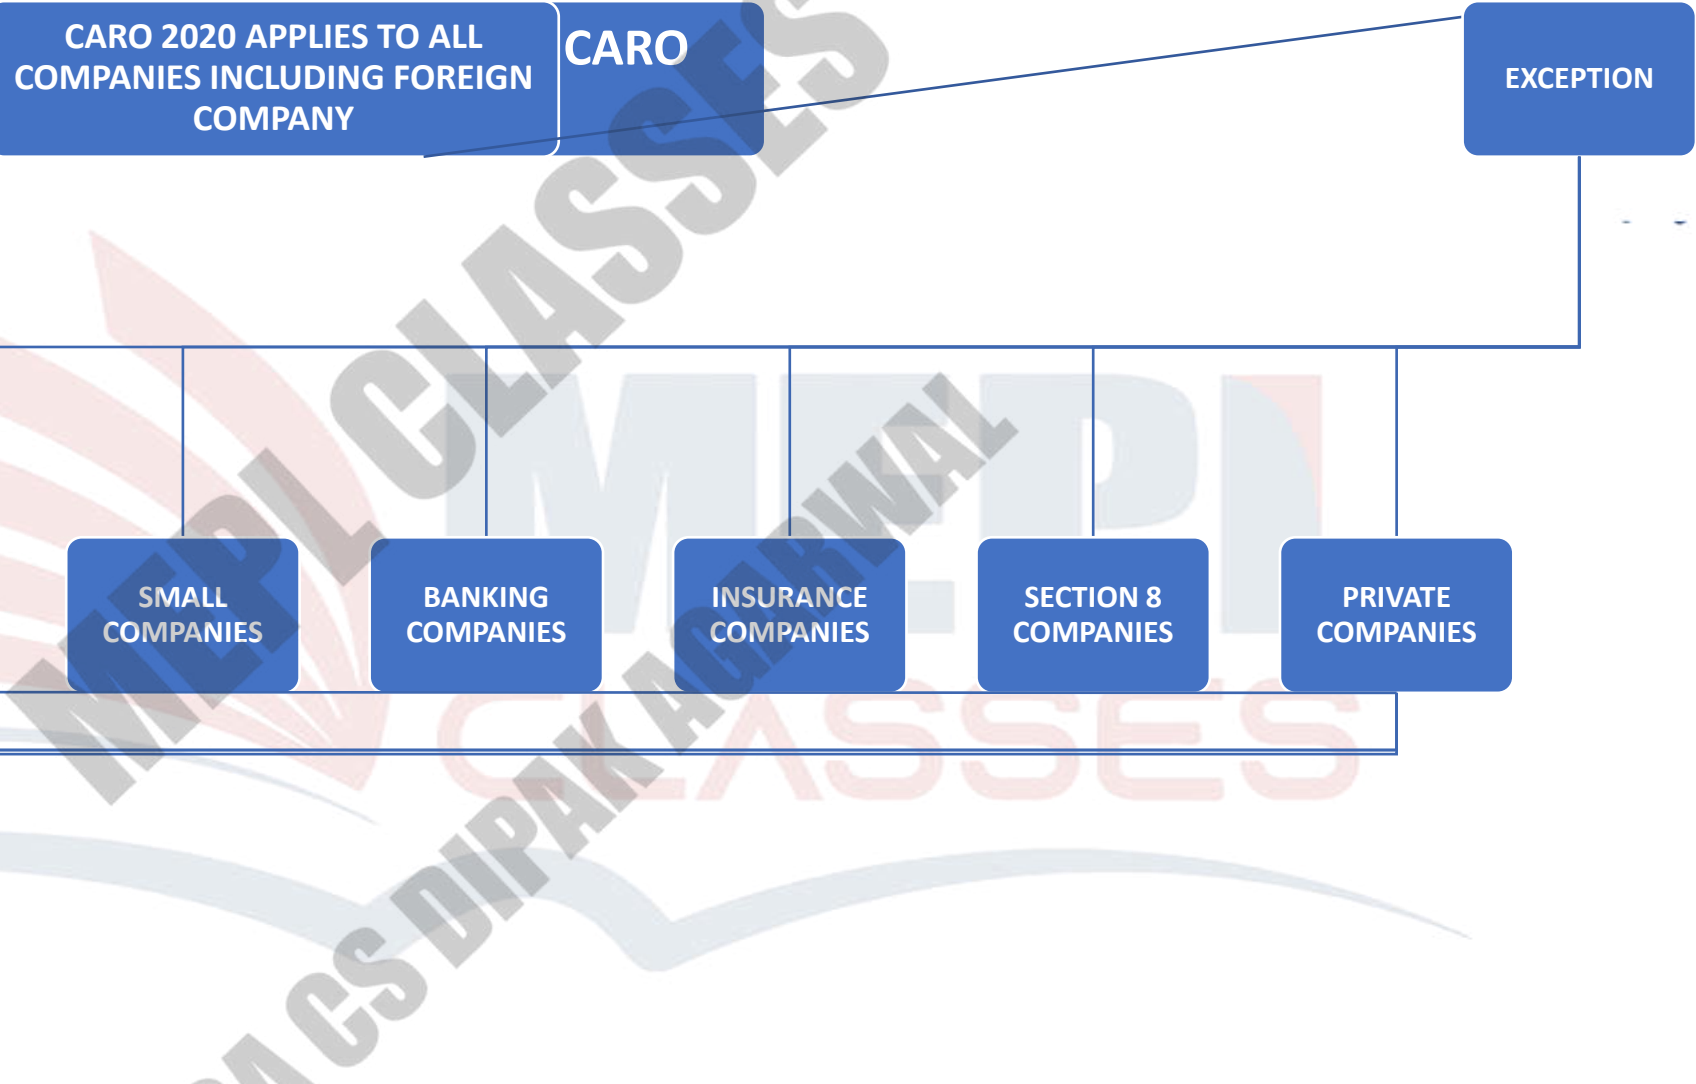 CARO 2020 APPLIES TO ALL
COMPANIES INCLUDING FOREIGN
COMPANY
CARO
EXCEPTION
SMALL
COMPANIES
BANKING
COMPANIES
INSURANCE
COMPANIES
SECTION 8
COMPANIES
PRIVATE
COMPANIES
MEPL CLASSES
CA CS DIPAK AGARWAL
MEPL
CLASSES